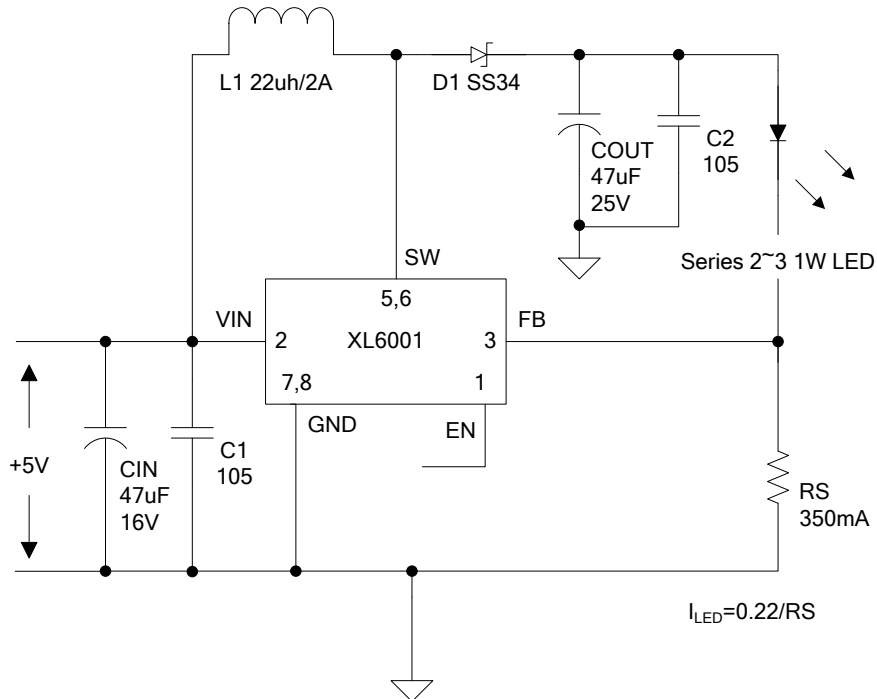 L1 22uh/2A
D1 SS34
COUT
47uF
25V
C2
105
SW
Series 2~3 1W LED
5,6
VIN
FB
2
XL6001
3
7,8
1
GND
EN
+5V
CIN
47uF
16V
C1
105
RS
350mA
I_LED=0.22/RS